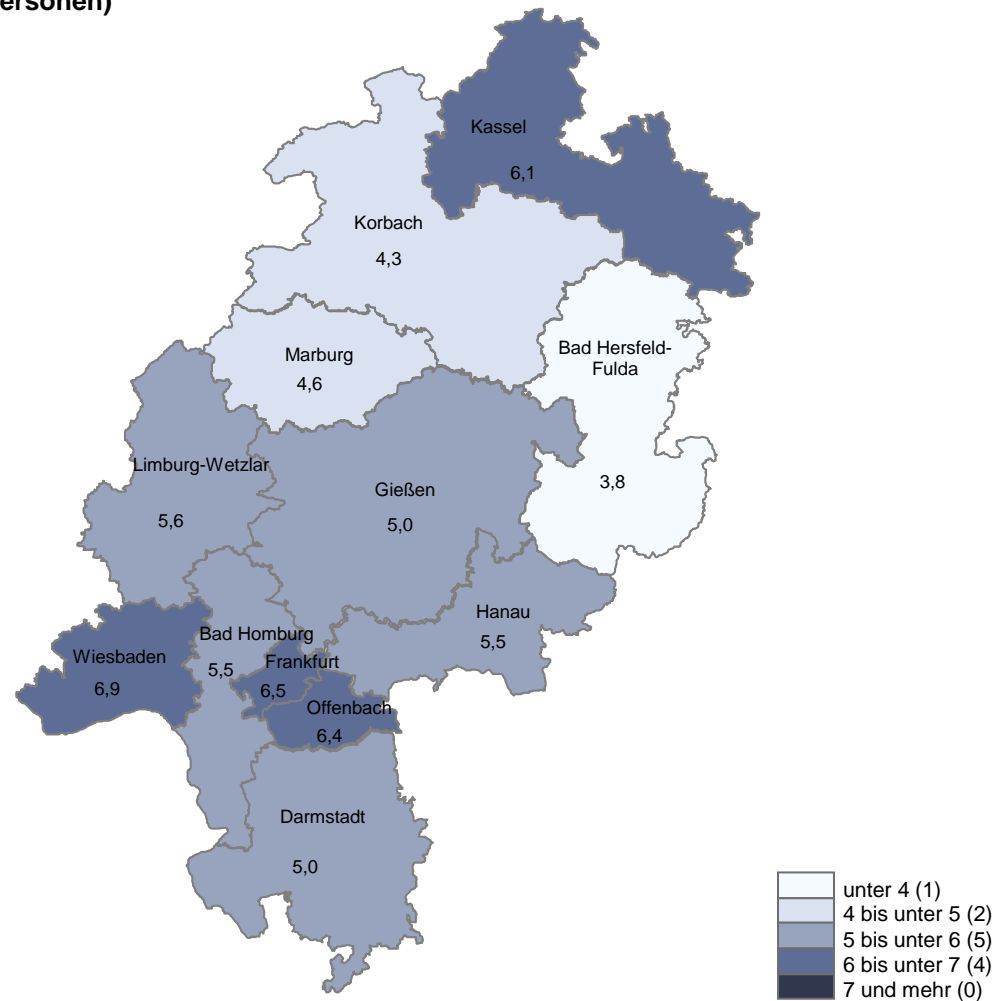 ersonen)
Kassel
6,1
Korbach
4,3
Bad Hersfeld-
Fulda
3,8
Marburg
4,6
Limburg-Wetzlar
5,6
Gießen
5,0
Hanau
5,5
Bad Homburg
5,5
Wiesbaden
6,9
Frankfurt
6,5
Offenbach
6,4
Darmstadt
5,0
unter 4 (1)
4 bis unter 5 (2)
5 bis unter 6 (5)
6 bis unter 7 (4)
7 und mehr (0)